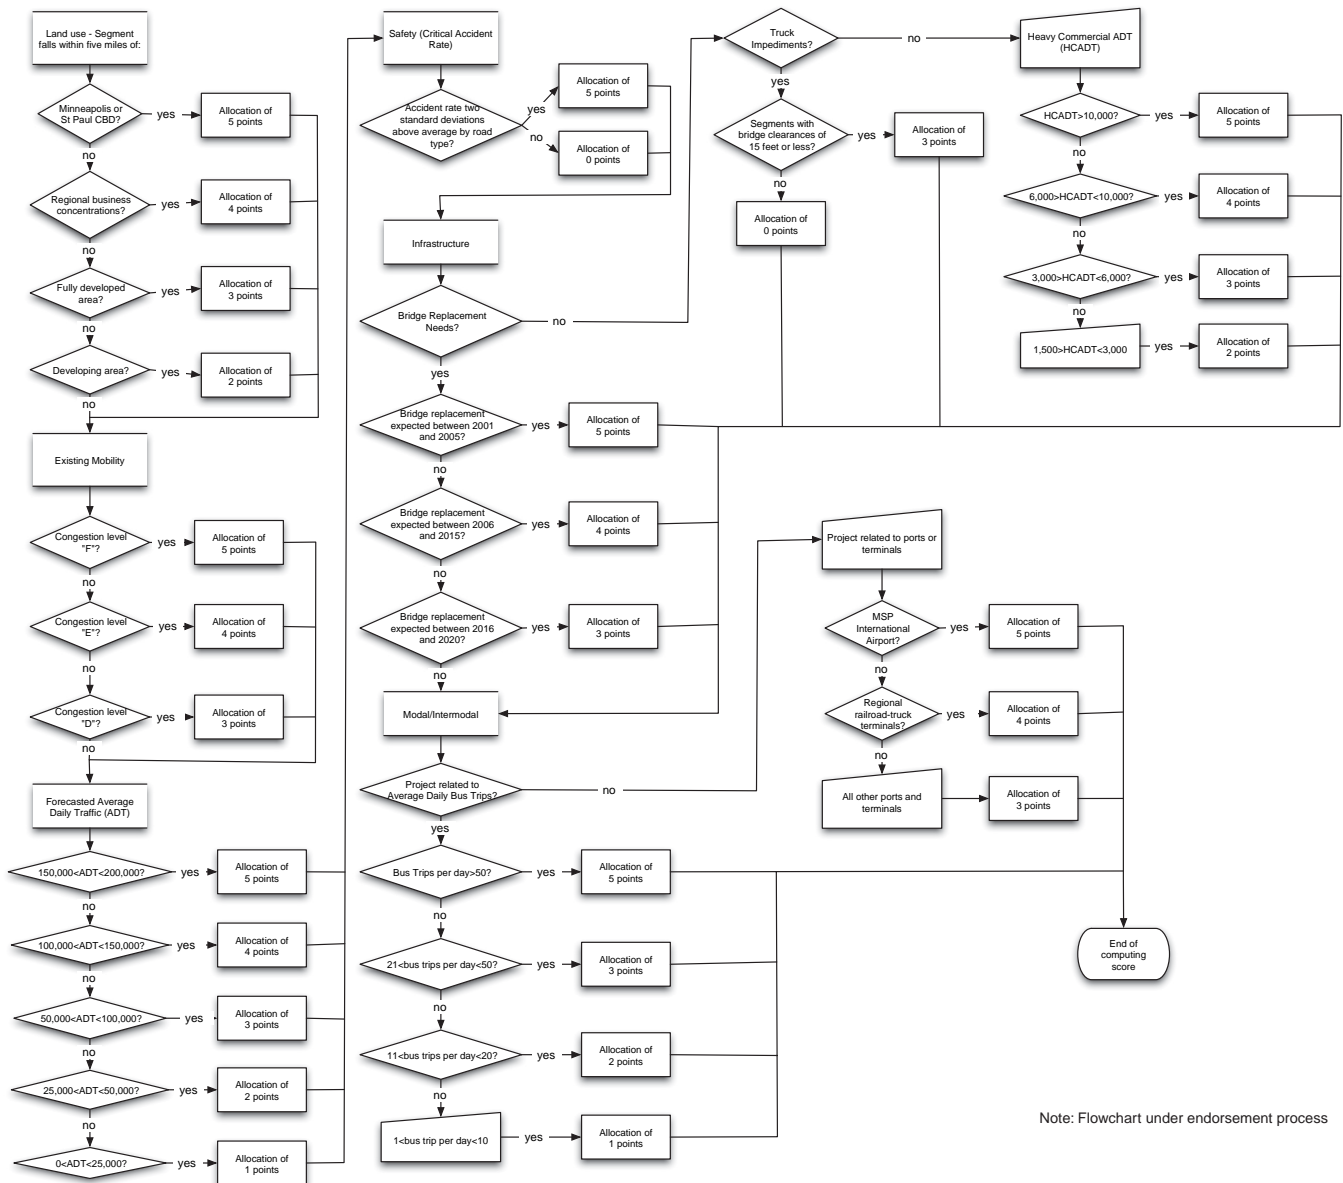 Land use - Segment
falls within five miles of:
Minneapolis or
St Paul CBD?
yes
Allocation of
5 points
no
Regional business
concentrations?
yes
Allocation of
4 points
no
Fully developed
area?
yes
Allocation of
3 points
no
Developing area?
yes
Allocation of
2 points
no
Existing Mobility
Congestion level
"F"?
yes
Allocation of
5 points
no
Congestion level
"E"?
yes
Allocation of
4 points
no
Congestion level
"D"?
yes
Allocation of
3 points
no
Forecasted Average
Daily Traffic (ADT)
150,000<ADT<200,000?
yes
Allocation of
5 points
no
100,000<ADT<150,000?
yes
Allocation of
4 points
no
50,000<ADT<100,000?
yes
Allocation of
3 points
no
25,000<ADT<50,000?
yes
Allocation of
2 points
no
0<ADT<25,000?
yes
Allocation of
1 points
Safety (Critical Accident
Rate)
Accident rate two
standard deviations
above average by road
type?
yes
Allocation of
5 points
no
Allocation of
0 points
Infrastructure
Bridge Replacement
Needs?
no
yes
Bridge replacement
expected between 2001
and 2005?
yes
Allocation of
5 points
no
Bridge replacement
expected between 2006
and 2015?
yes
Allocation of
4 points
no
Bridge replacement
expected between 2016
and 2020?
yes
Allocation of
3 points
no
Modal/Intermodal
Project related to
Average Daily Bus Trips?
no
yes
Bus Trips per day>50?
yes
Allocation of
5 points
no
21<bus trips per day<50?
yes
Allocation of
3 points
no
11<bus trips per day<20?
yes
Allocation of
2 points
no
1<bus trip per day<10
yes
Allocation of
1 points
Truck
Impediments?
no
yes
Segments with
bridge clearances of
15 feet or less?
yes
Allocation of
3 points
no
Allocation of
0 points
Heavy Commercial ADT
(HCADT)
HCADT>10,000?
yes
Allocation of
5 points
no
6,000>HCADT<10,000?
yes
Allocation of
4 points
no
3,000>HCADT<6,000?
yes
Allocation of
3 points
no
1,500>HCADT<3,000
yes
Allocation of
2 points
Project related to ports or
terminals
MSP
International
Airport?
yes
Allocation of
5 points
no
Regional
railroad-truck
terminals?
yes
Allocation of
4 points
no
All other ports and
terminals
Allocation of
3 points
End of
computing
score
Note: Flowchart under endorsement process